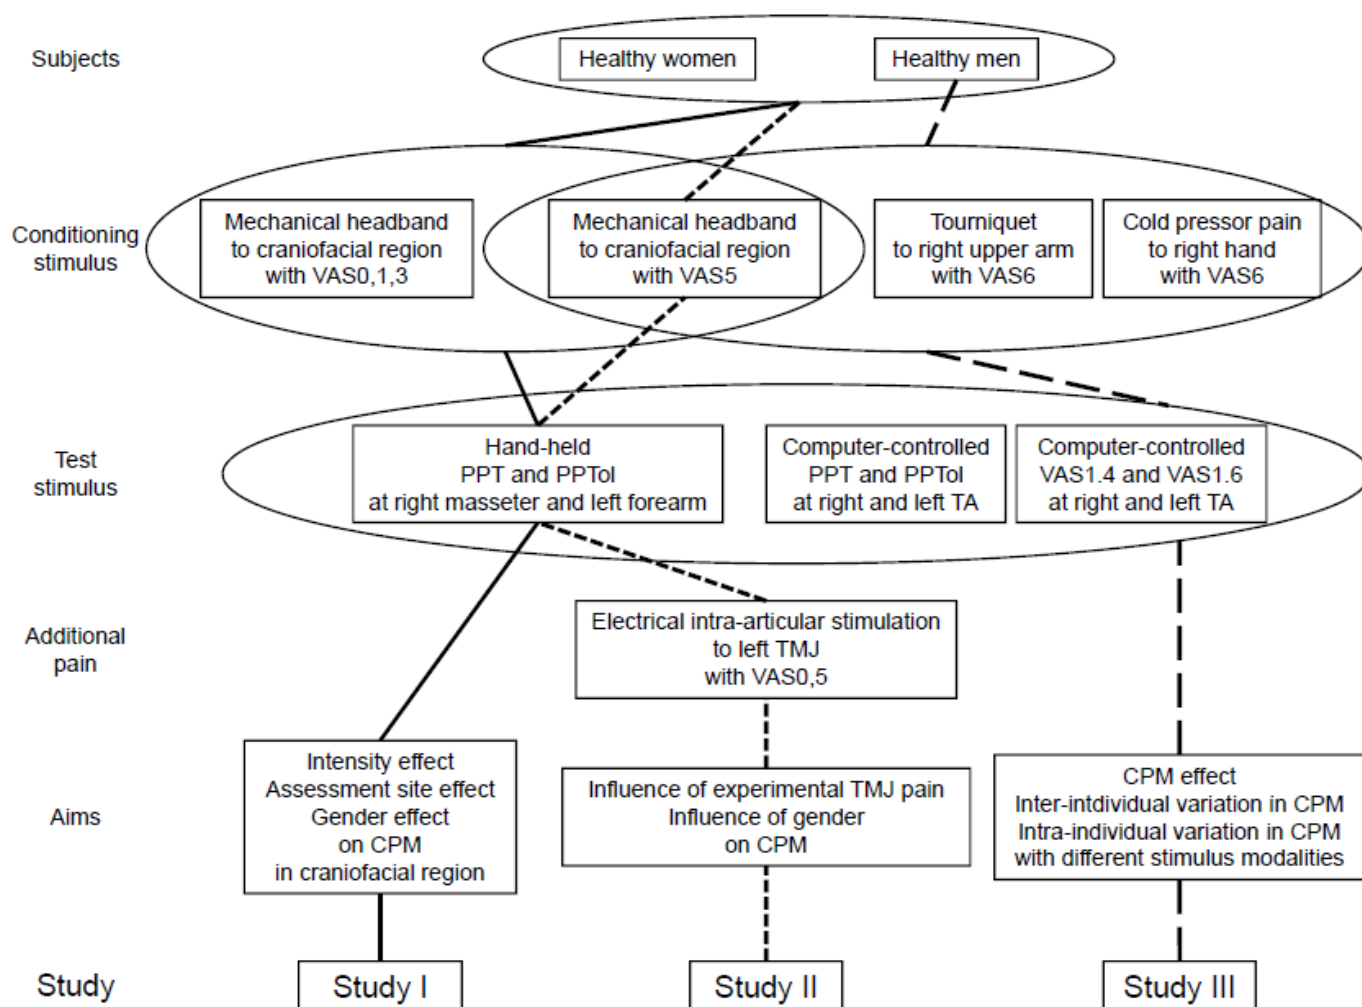 Subjects
Healthy women
Healthy men
Conditioning
stimulus
Mechanical headband
to craniofacial region
with VAS0,1,3
Mechanical headband
to craniofacial region
with VAS5
Tourniquet
to right upper arm
with VAS6
Cold pressor pain
to right hand
with VAS6
Test
stimulus
Hand-held
PPT and PPTol
at right masseter and left forearm
Computer-controlled
PPT and PPTol
at right and left TA
Computer-controlled
VAS1.4 and VAS1.6
at right and left TA
Additional
pain
Electrical intra-articular stimulation
to left TMJ
with VAS0,5
Aims
Intensity effect
Assessment site effect
Gender effect
on CPM
in craniofacial region
Influence of experimental TMJ pain
Influence of gender
on CPM
CPM effect
Inter-intdividual variation in CPM
Intra-individual variation in CPM
with different stimulus modalities
Study
Study I
Study II
Study III